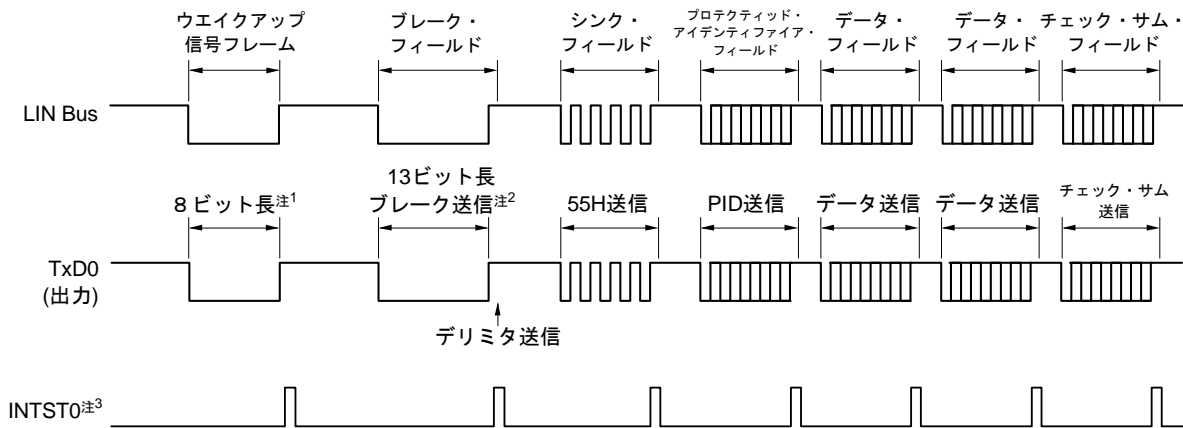 ウエイクアップ
信号フレーム
ブレーク・
フィールド
シンク・
フィールド
プロテクティッド・
アイデンティファイア・
フィールド
データ・
フィールド
データ・
フィールド
チェック・サム・
フィールド
LIN Bus
8ビット長注1
13ビット長
ブレーク送信注2
55H送信
PID送信
データ送信
データ送信
チェック・サム
送信
TxD0
(出力)
デリミタ送信
INTST0注3